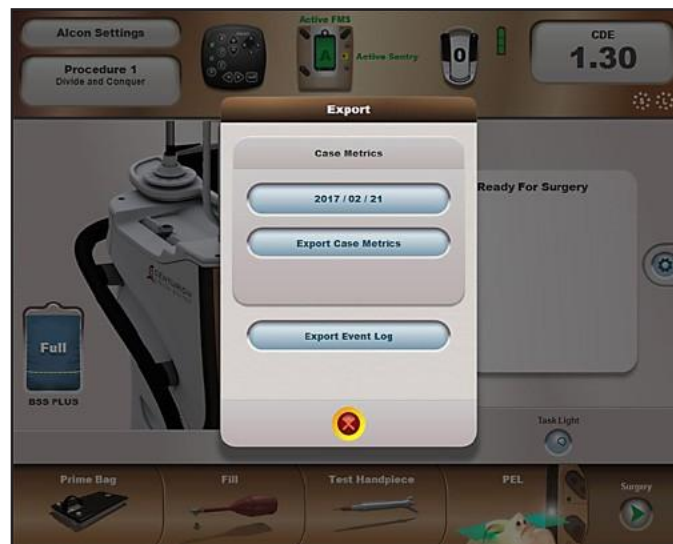 Alcon Settings
Procedure 1
Divide and Conquer
Active FMS
A
Active Sentry
0
CDE
1.30
Export
Case Metrics
2017 / 02 / 21
Export Case Metrics
Export Event Log
Ready For Surgery
CENTURION
Full
BSS PLUS
Task Light
Prime Bag
Fill
Test Handpiece
PEL
Surgery